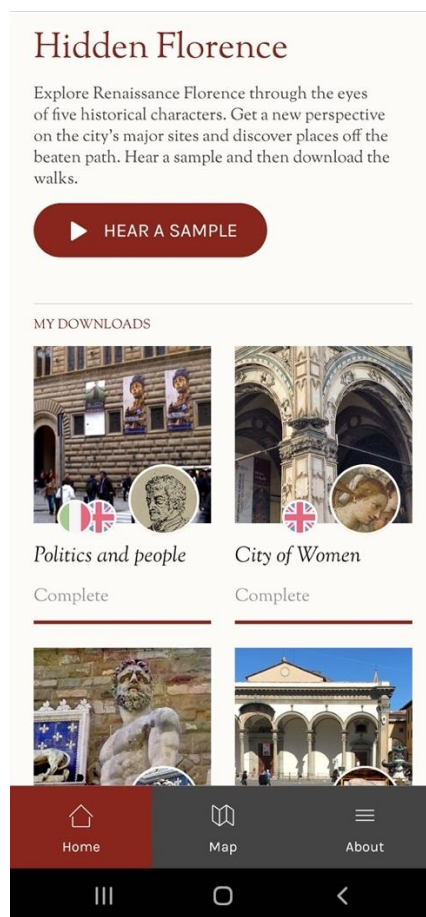 Hidden Florence
Explore Renaissance Florence through the eyes
of five historical characters. Get a new perspective
on the city’s major sites and discover places off the
beaten path. Hear a sample and then download the
walks.
HEAR A SAMPLE
MY DOWNLOADS
Politics and people
City of Women
Complete
Complete
Home
Map
About